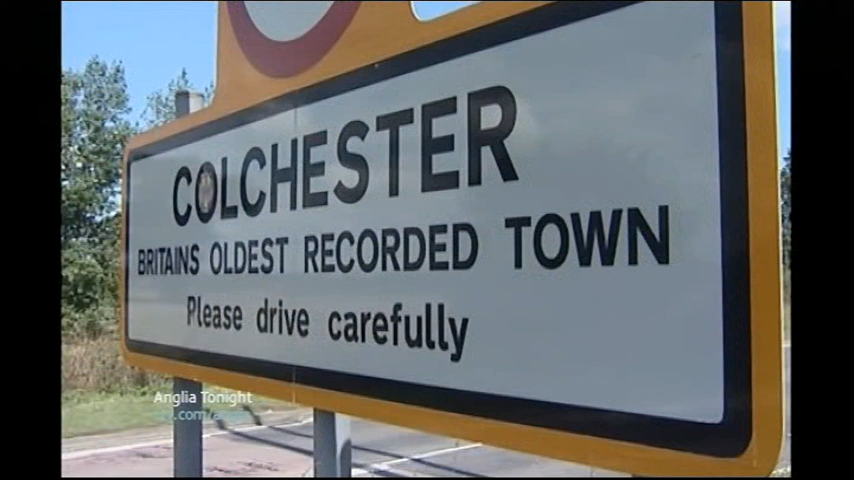 COLCHESTER
BRITAINS OLDEST RECORDED TOWN
Please drive carefully
Anglia Tonight